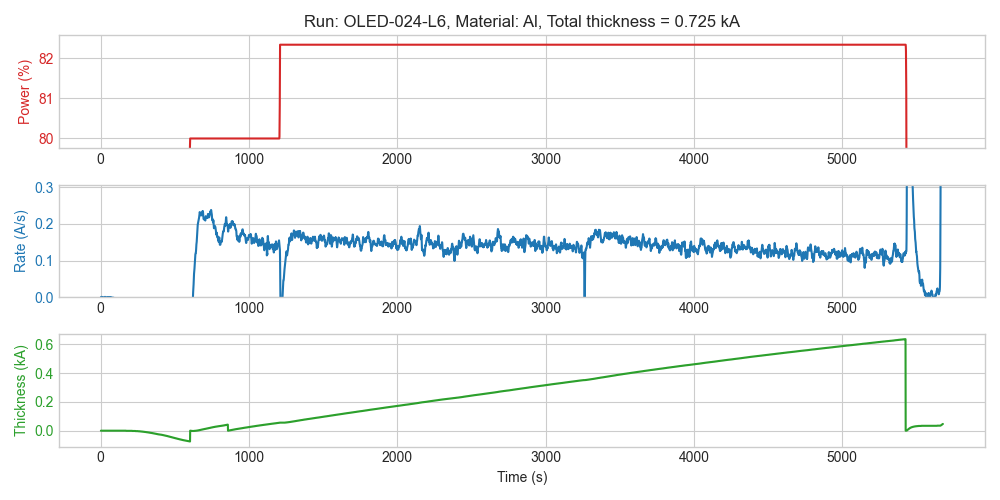 Run: OLED-024-L6, Material: Al, Total thickness = 0.725 kA
Power (%)
82
81
80
0 1000 2000 3000 4000 5000
Rate (A/s)
0.3
0.2
0.1
0.0
0 1000 2000 3000 4000 5000
Thickness (kA)
0.6
0.4
0.2
0.0
0 1000 2000 3000 4000 5000
Time (s)